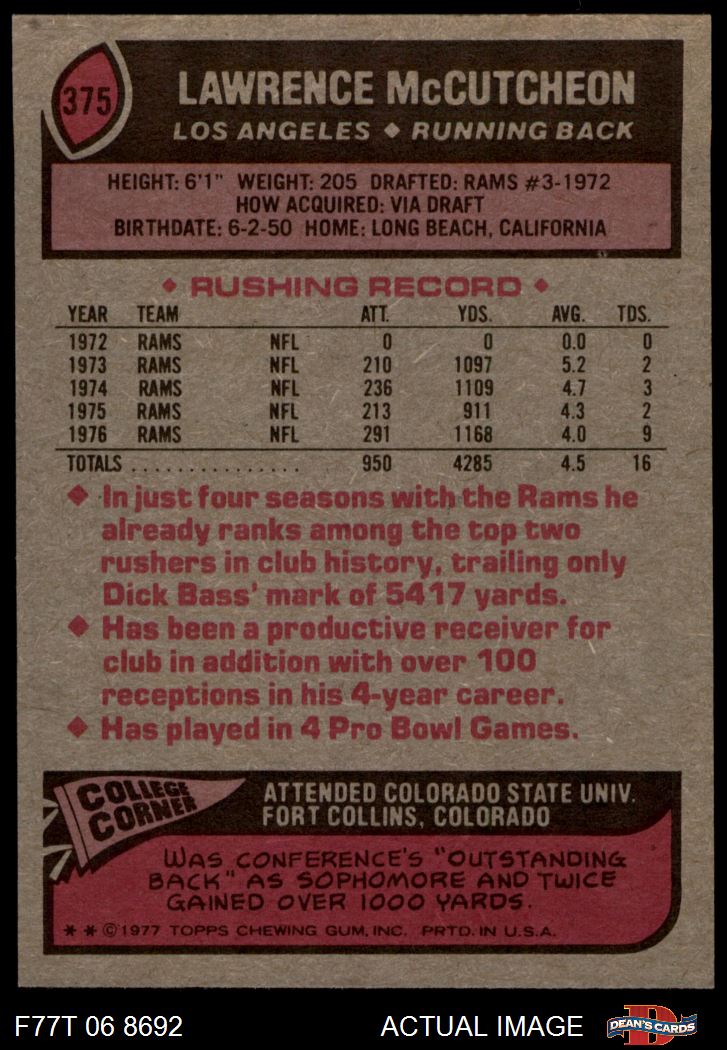 375
LAWRENCE McCUTCHEON
LOS ANGELES ◆ RUNNING BACK
HEIGHT: 6'1" WEIGHT: 205 DRAFTED: RAMS #3-1972
HOW ACQUIRED: VIA DRAFT
BIRTHDATE: 6-2-50 HOME: LONG BEACH, CALIFORNIA
◆ RUSHING RECORD ◆
YEAR TEAM ATT. YDS. AVG. TDS.
1972 RAMS NFL 0 0 0.0 0
1973 RAMS NFL 210 1097 5.2 2
1974 RAMS NFL 236 1109 4.7 3
1975 RAMS NFL 213 911 4.3 2
1976 RAMS NFL 291 1168 4.0 9
TOTALS ................ 950 4285 4.5 16
◆ In just four seasons with the Rams he
already ranks among the top two
rushers in club history, trailing only
Dick Bass' mark of 5417 yards.
◆ Has been a productive receiver for
club in addition with over 100
receptions in his 4-year career.
◆ Has played in 4 Pro Bowl Games.
COLLEGE
CORNER
ATTENDED COLORADO STATE UNIV.
FORT COLLINS, COLORADO
WAS CONFERENCE'S "OUTSTANDING
BACK" AS SOPHOMORE AND TWICE
GAINED OVER 1000 YARDS.
* * © 1977 TOPPS CHEWING GUM, INC. PRTD. IN U.S.A.
F77T 06 8692
ACTUAL IMAGE
D
DEAN'S CARDS